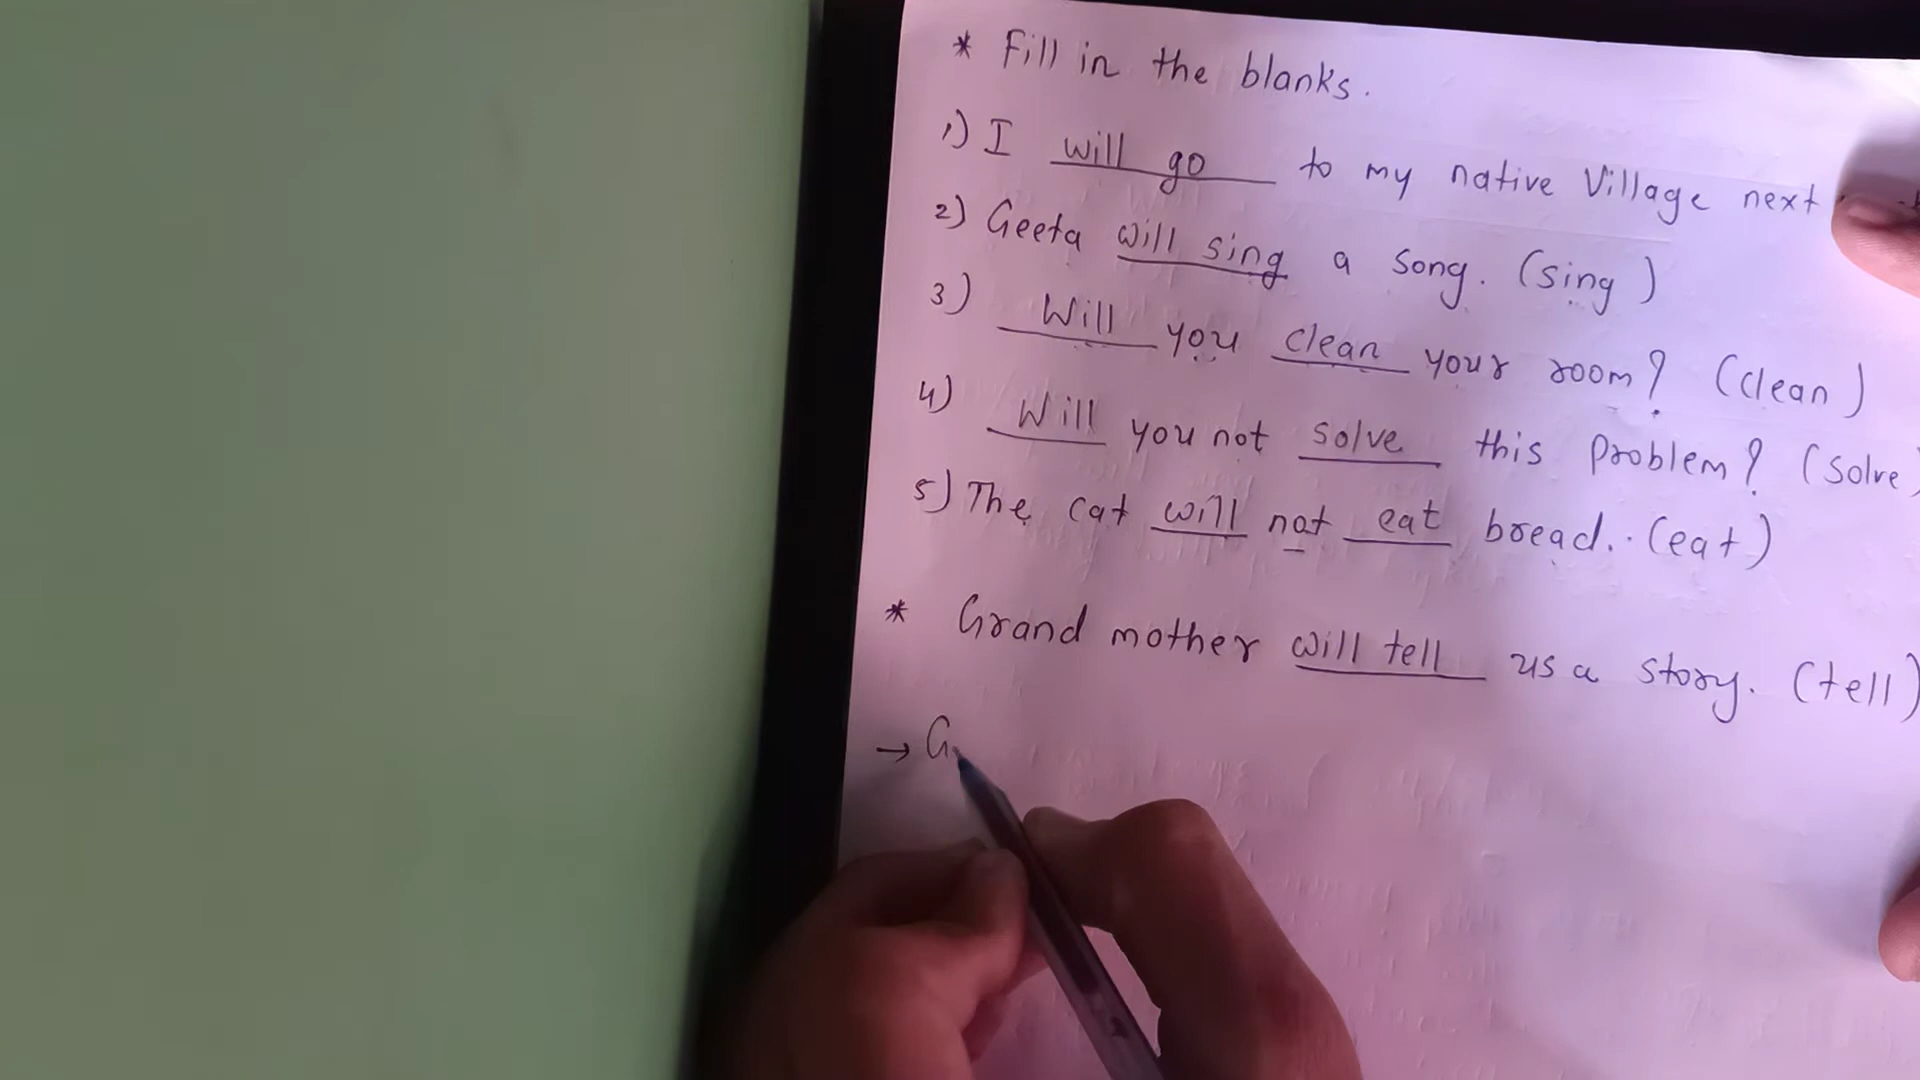 * Fill in the blanks.
1) I will go to my native Village next
2) Geeta will sing a song. (sing)
3) Will you clean your room? (clean)
4) Will you not solve this problem? (solve)
5) The cat will not eat bread. (eat)
* Grand mother will tell us a story. (tell)
→ G